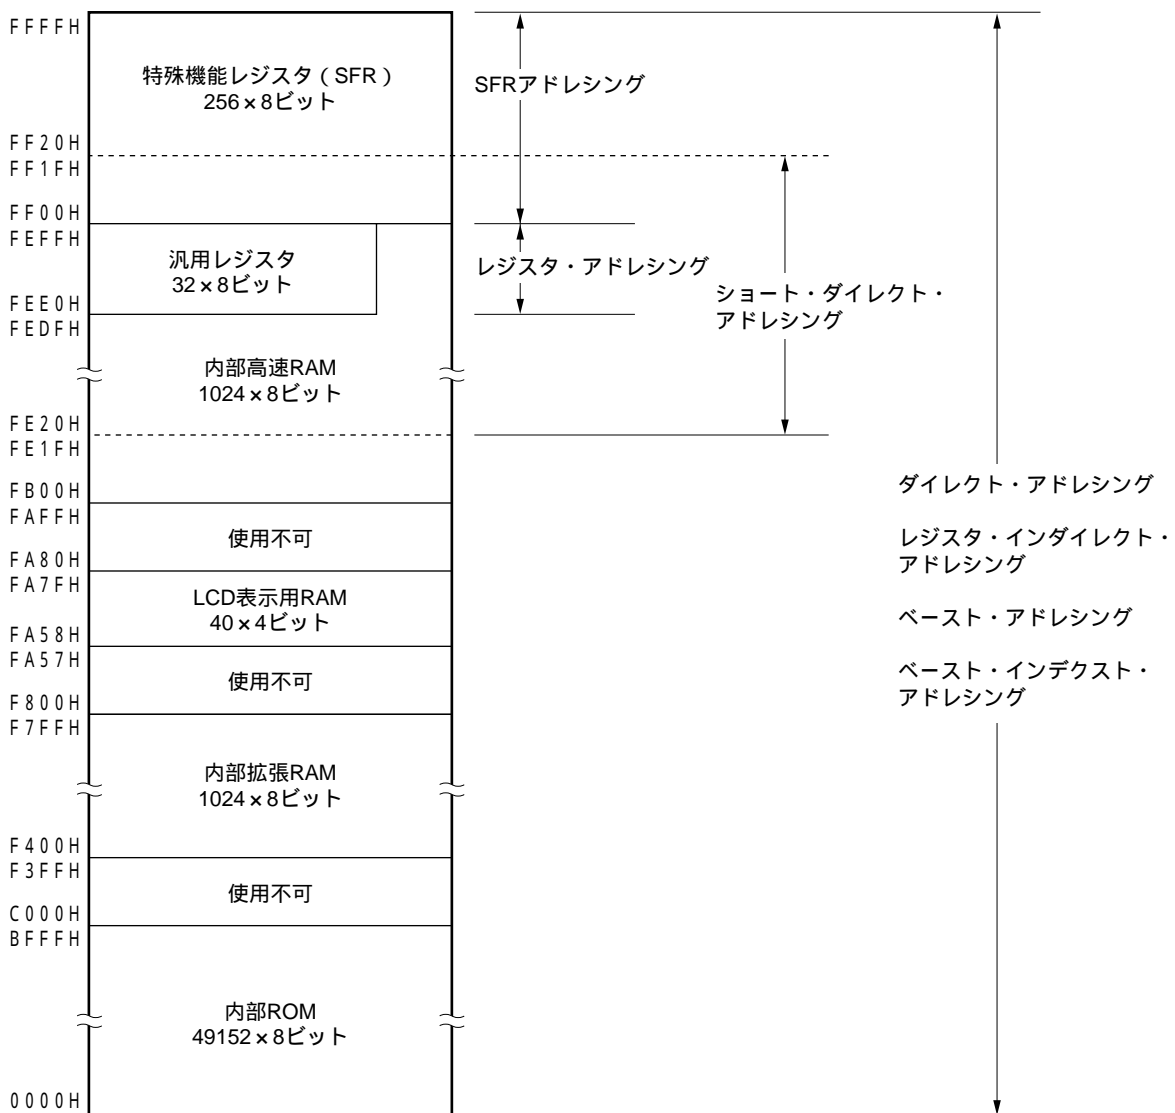 FFFFH
特殊機能レジスタ(SFR)
256×8ビット
SFRアドレシング
FF20H
FF1FH
FF00H
FEFFH
汎用レジスタ
32×8ビット
レジスタ・アドレシング
ショート・ダイレクト・
アドレシング
FEE0H
FEDFH
内部高速RAM
1024×8ビット
FE20H
FE1FH
FB00H
FAFFH
使用不可
FA80H
FA7FH
LCD表示用RAM
40×4ビット
FA58H
FA57H
使用不可
F800H
F7FFH
内部拡張RAM
1024×8ビット
F400H
F3FFH
使用不可
C000H
BFFFH
内部ROM
49152×8ビット
0000H
ダイレクト・アドレシング
レジスタ・インダイレクト・
アドレシング
ベースト・アドレシング
ベースト・インデクスト・
アドレシング